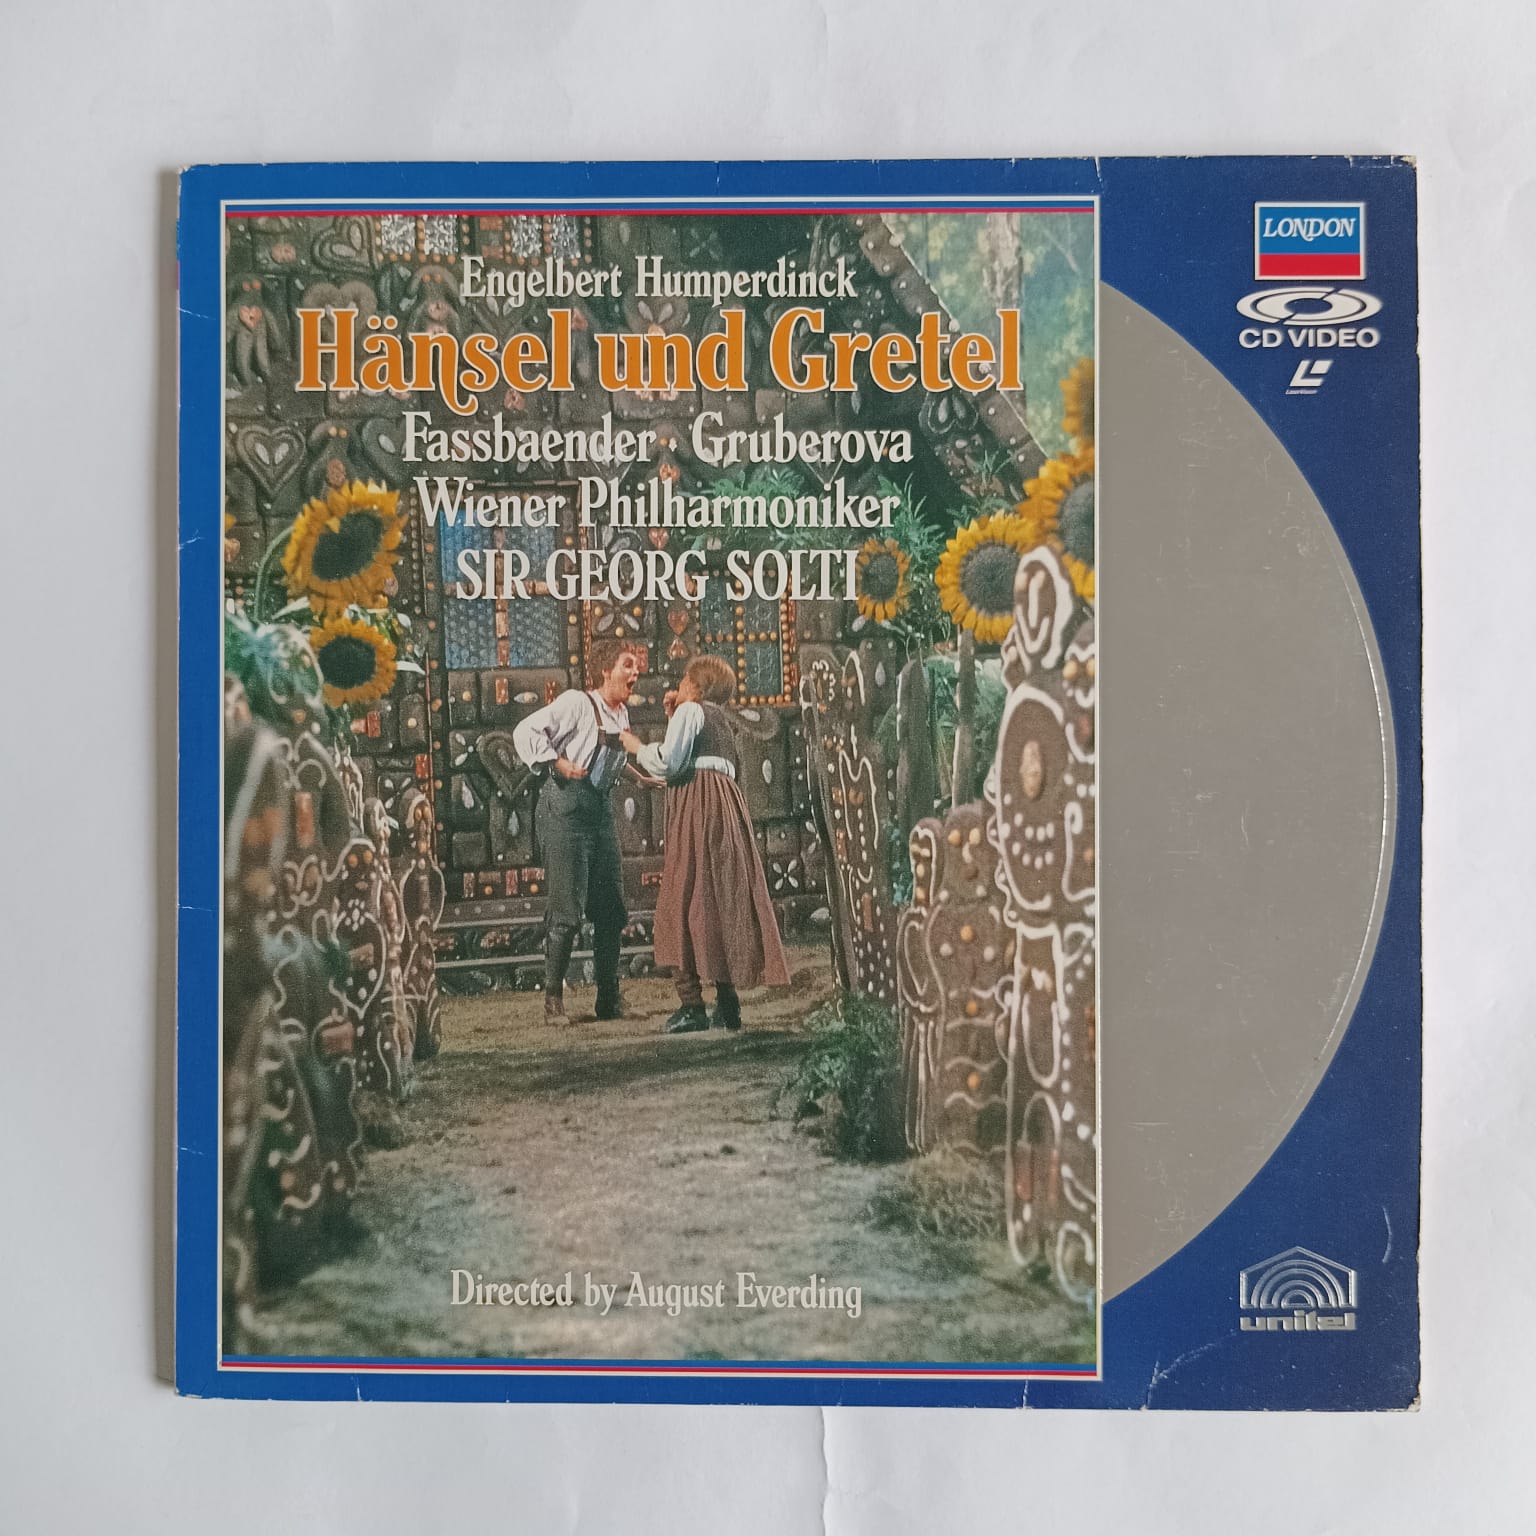 Engelbert Humperdinck
Hänsel und Gretel
Fassbaender · Gruberova
Wiener Philharmoniker
SIR GEORG SOLTI
Directed by August Everding
LONDON
CD VIDEO
LaserVision
unitel